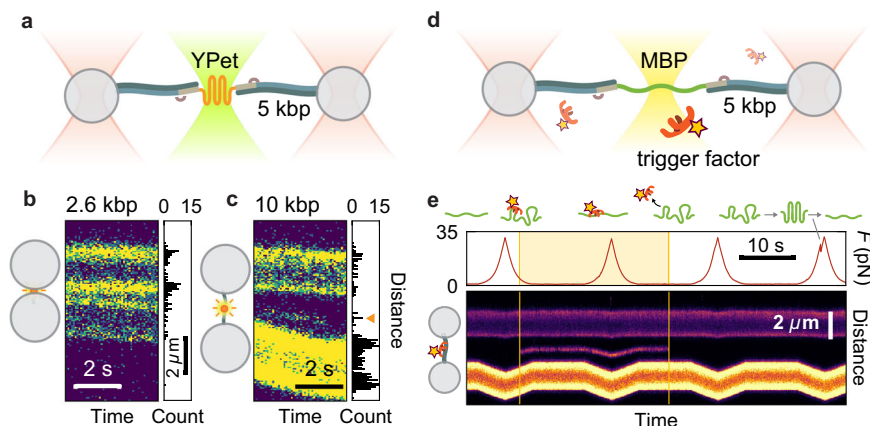 a
YPet
5 kbp
d
MBP
5 kbp
trigger factor
b
2.6 kbp
0 15
2 s
2 µm
Time
Count
c
10 kbp
0 15
2 s
Distance
Time
Count
e
35
0
10 s
F (pN)
2 µm
Distance
Time